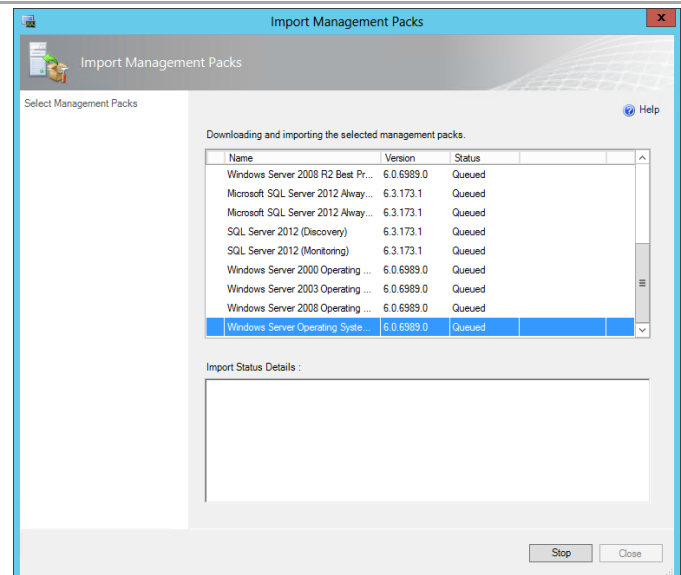 Import Management Packs
Import Management Packs
Select Management Packs
Help
Downloading and importing the selected management packs.
Name Version Status
Windows Server 2008 R2 Best Pr... 6.0.6989.0 Queued
Microsoft SQL Server 2012 Alway... 6.3.173.1 Queued
Microsoft SQL Server 2012 Alway... 6.3.173.1 Queued
SQL Server 2012 (Discovery) 6.3.173.1 Queued
SQL Server 2012 (Monitoring) 6.3.173.1 Queued
Windows Server 2000 Operating ... 6.0.6989.0 Queued
Windows Server 2003 Operating ... 6.0.6989.0 Queued
Windows Server 2008 Operating ... 6.0.6989.0 Queued
Windows Server Operating Syste... 6.0.6989.0 Queued
Import Status Details :
Stop Close